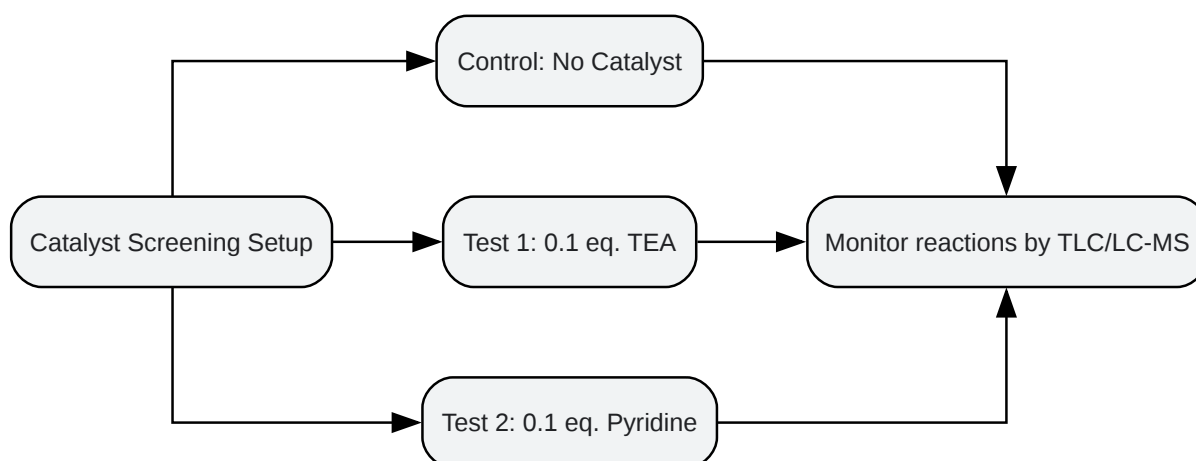 Control: No Catalyst
Catalyst Screening Setup
Test 1: 0.1 eq. TEA
Monitor reactions by TLC/LC-MS
Test 2: 0.1 eq. Pyridine